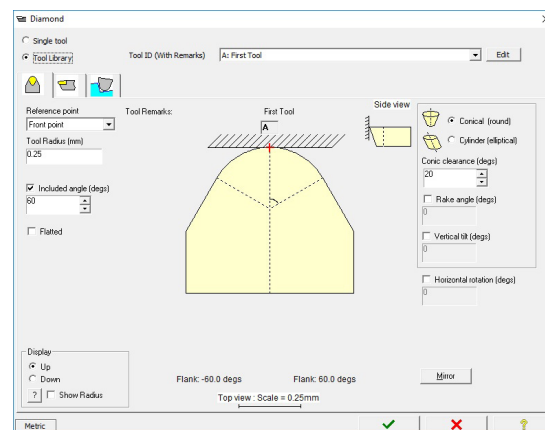 Diamond
Single tool
Tool Library
Tool ID (With Remarks)
A: First Tool
Edit
Reference point
Front point
Tool Radius (mm)
0.25
Included angle (degs)
60
Flatted
Tool Remarks:
First Tool
A
Side view
Conical (round)
Cylinder (elliptical)
Conic clearance (degs)
20
Rake angle (degs)
0
Vertical tilt (degs)
0
Horizontal rotation (degs)
0
Display
Up
Down
? Show Radius
Flank: -60.0 degs
Flank: 60.0 degs
Mirror
Top view : Scale = 0.25mm
Metric
?